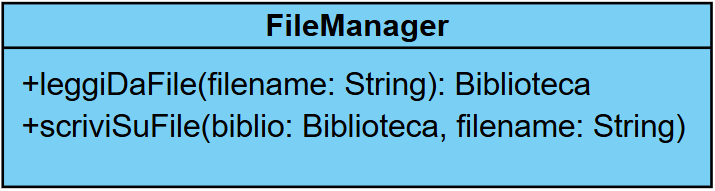 FileManager
+leggiDaFile(filename: String): Biblioteca
+scriviSuFile(biblio: Biblioteca, filename: String)